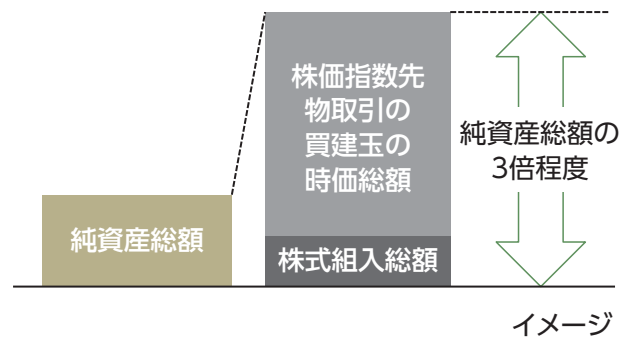 株価指数先
物取引の
買建玉の
時価総額
純資産総額の
3倍程度
純資産総額
株式組入総額
イメージ